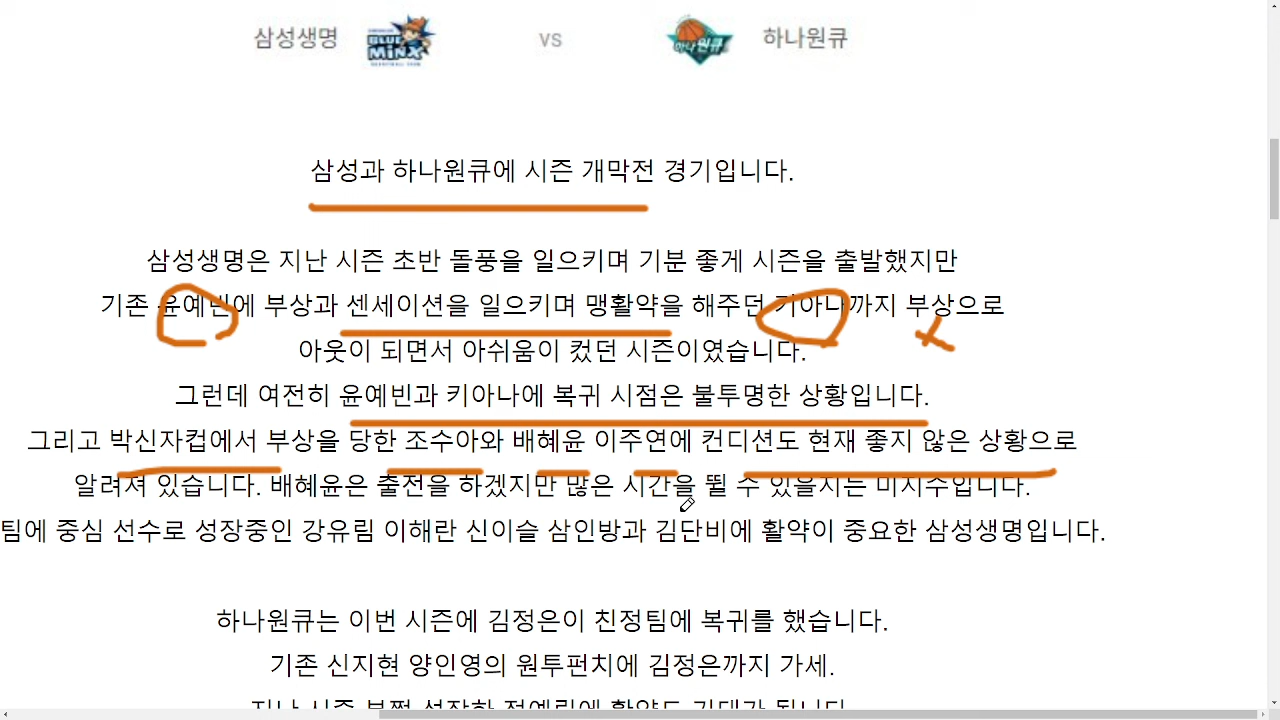 삼성생명 BLUE MINX VS 하나원큐 하나원큐
삼성과 하나원큐에 시즌 개막전 경기입니다.
삼성생명은 지난 시즌 초반 돌풍을 일으키며 기분 좋게 시즌을 출발했지만
기존 윤예빈에 부상과 센세이션을 일으키며 맹활약을 해주던 키아나까지 부상으로
아웃이 되면서 아쉬움이 컸던 시즌이였습니다.
그런데 여전히 윤예빈과 키아나에 복귀 시점은 불투명한 상황입니다.
그리고 박신자컵에서 부상을 당한 조수아와 배혜윤 이주연에 컨디션도 현재 좋지 않은 상황으로
알려져 있습니다. 배혜윤은 출전을 하겠지만 많은 시간을 뛸 수 있을지는 미지수입니다.
팀에 중심 선수로 성장중인 강유림 이해란 신이슬 삼인방과 김단비에 활약이 중요한 삼성생명입니다.
하나원큐는 이번 시즌에 김정은이 친정팀에 복귀를 했습니다.
기존 신지현 양인영의 원투펀치에 김정은까지 가세.